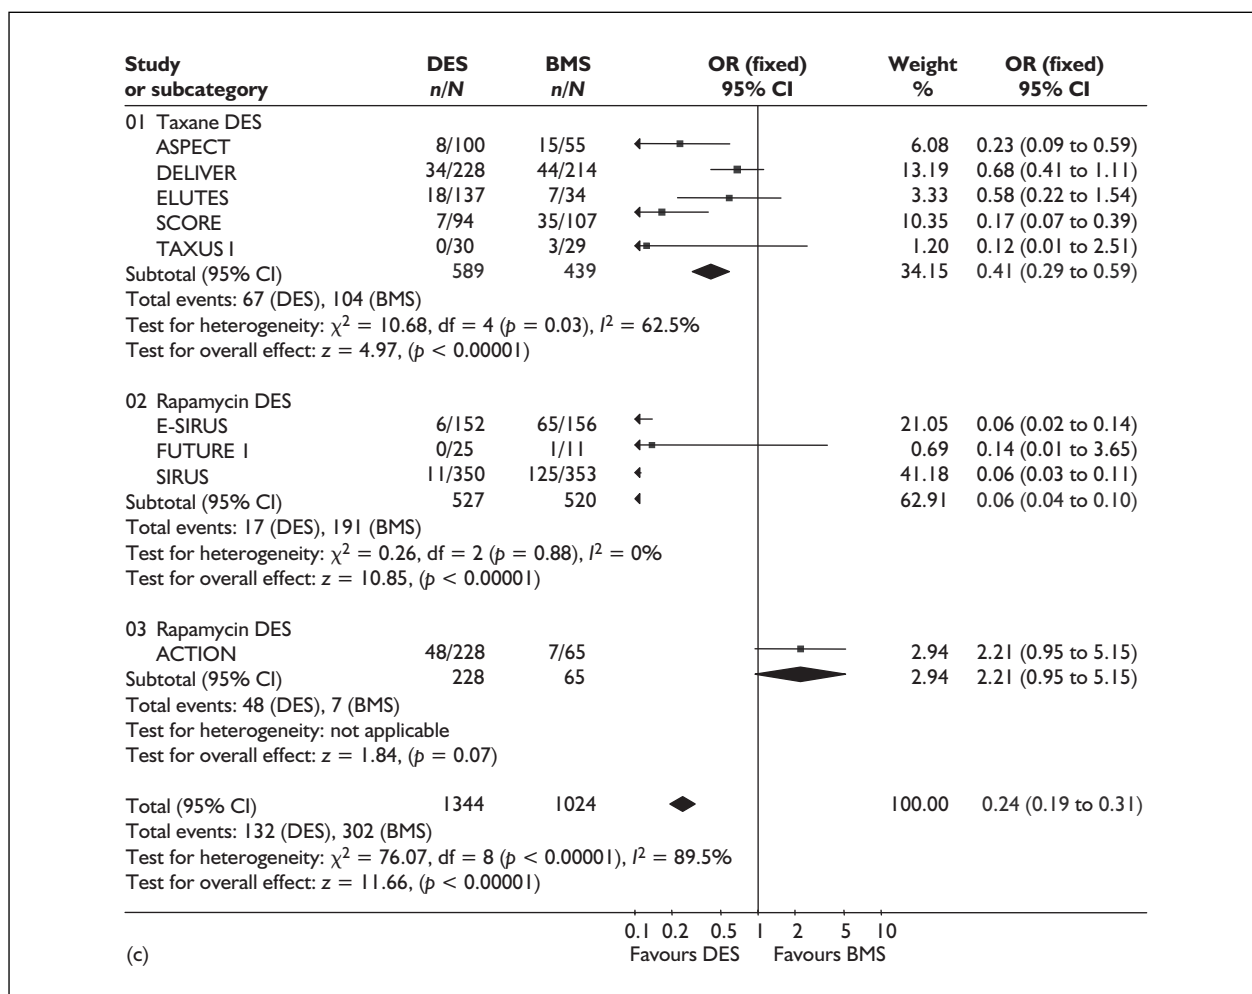 Study DES BMS OR (fixed) Weight OR (fixed)
or subcategory n/N n/N 95% CI % 95% CI
01 Taxane DES
ASPECT 8/100 15/55 6.08 0.23 (0.09 to 0.59)
DELIVER 34/228 44/214 13.19 0.68 (0.41 to 1.11)
ELUTES 18/137 7/34 3.33 0.58 (0.22 to 1.54)
SCORE 7/94 35/107 10.35 0.17 (0.07 to 0.39)
TAXUS I 0/30 3/29 1.20 0.12 (0.01 to 2.51)
Subtotal (95% CI) 589 439 34.15 0.41 (0.29 to 0.59)
Total events: 67 (DES), 104 (BMS)
Test for heterogeneity: χ² = 10.68, df = 4 (p = 0.03), I² = 62.5%
Test for overall effect: z = 4.97, (p < 0.00001)
02 Rapamycin DES
E-SIRUS 6/152 65/156 21.05 0.06 (0.02 to 0.14)
FUTURE 1 0/25 1/11 0.69 0.14 (0.01 to 3.65)
SIRUS 11/350 125/353 41.18 0.06 (0.03 to 0.11)
Subtotal (95% CI) 527 520 62.91 0.06 (0.04 to 0.10)
Total events: 17 (DES), 191 (BMS)
Test for heterogeneity: χ² = 0.26, df = 2 (p = 0.88), I² = 0%
Test for overall effect: z = 10.85, (p < 0.00001)
03 Rapamycin DES
ACTION 48/228 7/65 2.94 2.21 (0.95 to 5.15)
Subtotal (95% CI) 228 65 2.94 2.21 (0.95 to 5.15)
Total events: 48 (DES), 7 (BMS)
Test for heterogeneity: not applicable
Test for overall effect: z = 1.84, (p = 0.07)
Total (95% CI) 1344 1024 100.00 0.24 (0.19 to 0.31)
Total events: 132 (DES), 302 (BMS)
Test for heterogeneity: χ² = 76.07, df = 8 (p < 0.00001), I² = 89.5%
Test for overall effect: z = 11.66, (p < 0.00001)
0.1 0.2 0.5 1 2 5 10
(c) Favours DES Favours BMS